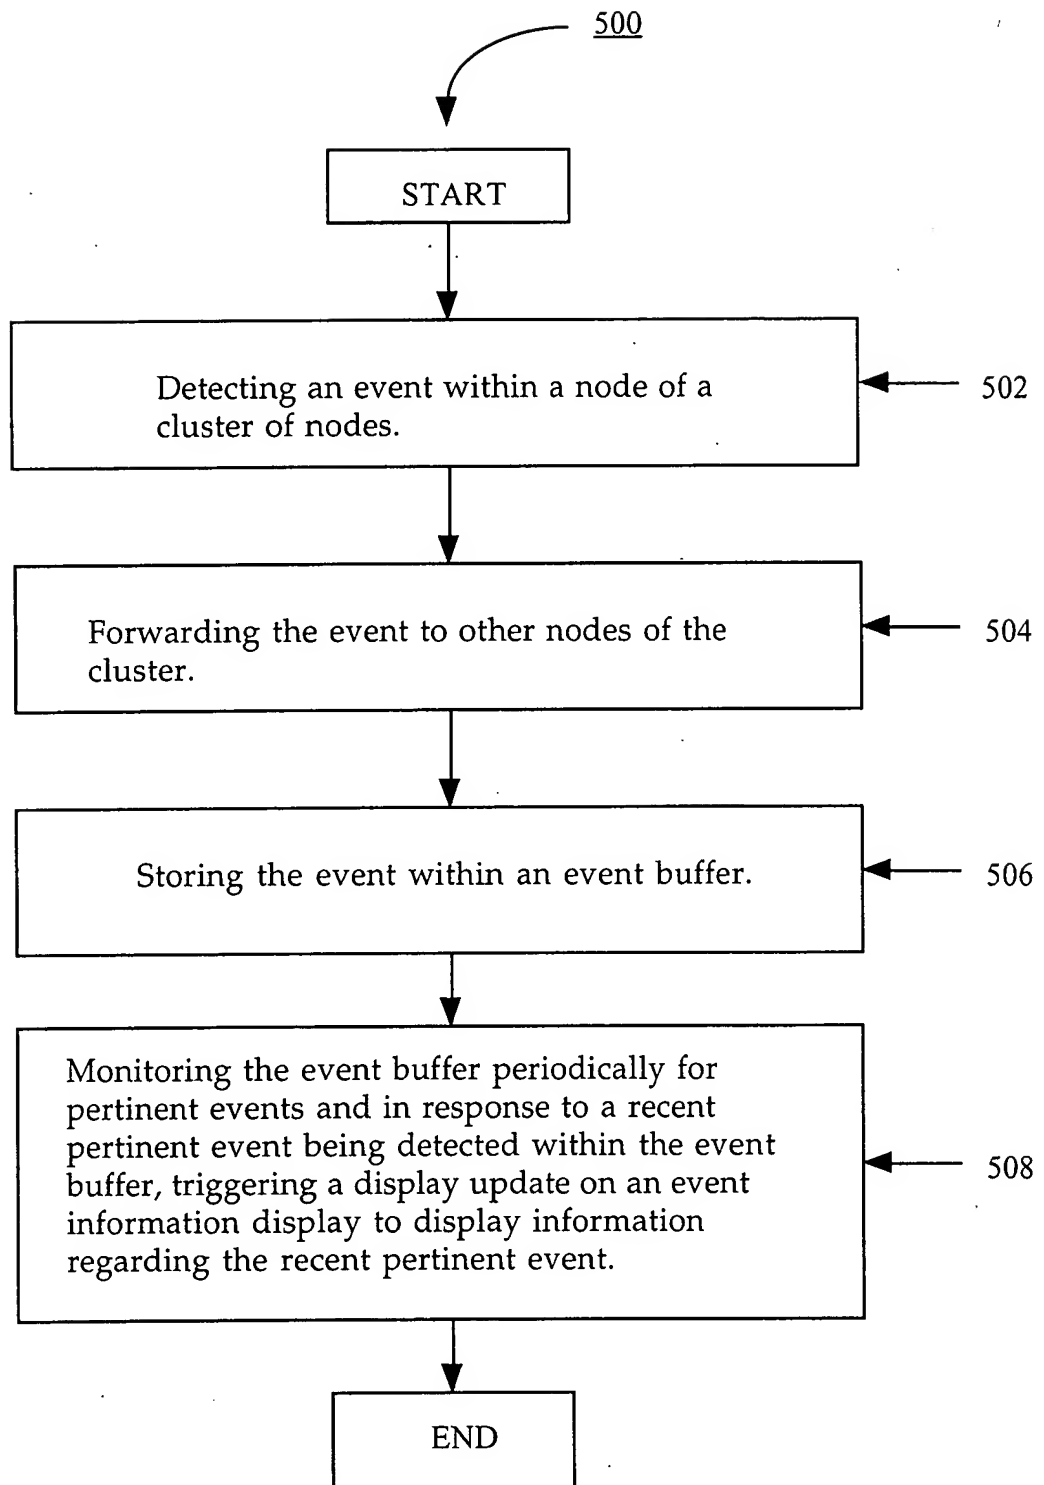 500
START
Detecting an event within a node of a
cluster of nodes.
502
Forwarding the event to other nodes of the
cluster.
504
Storing the event within an event buffer.
506
Monitoring the event buffer periodically for
pertinent events and in response to a recent
pertinent event being detected within the event
buffer, triggering a display update on an event
information display to display information
regarding the recent pertinent event.
508
END